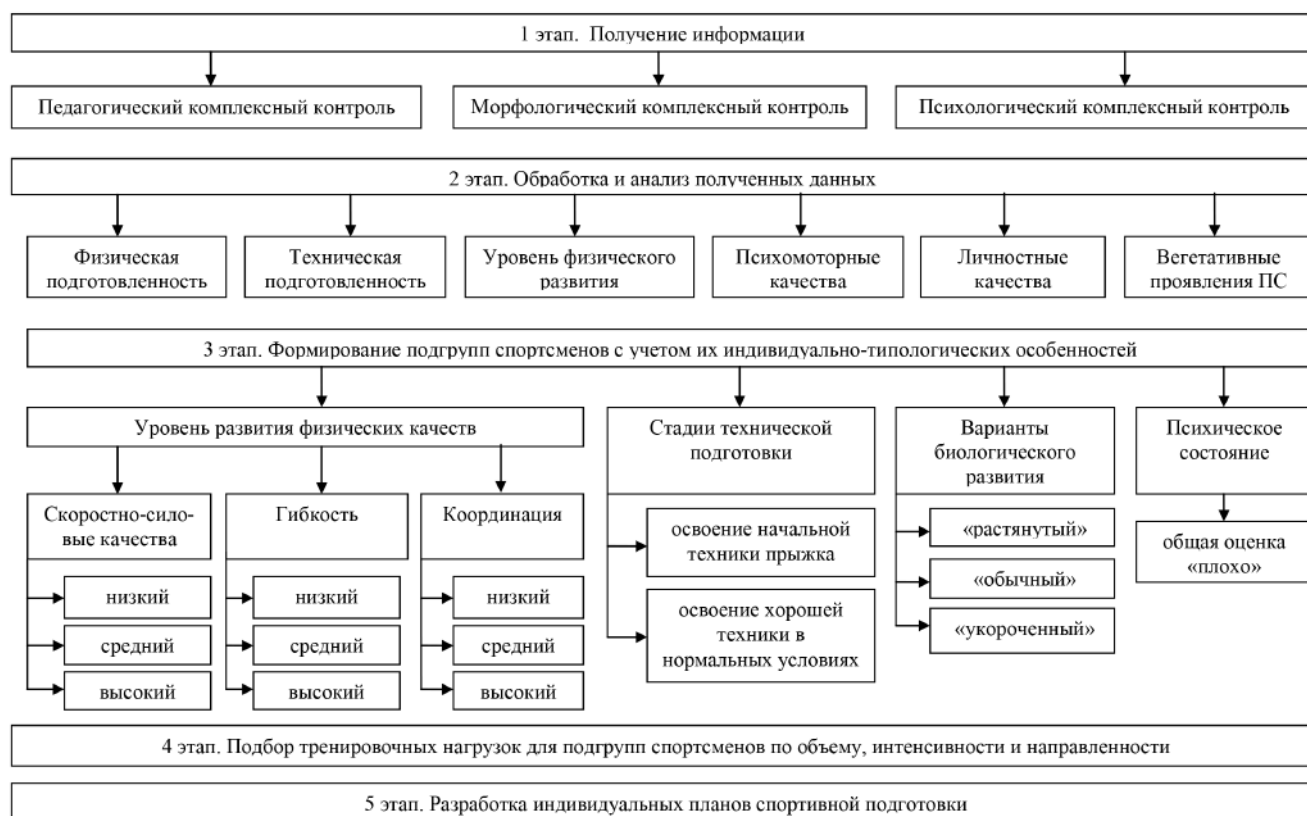 1 этап. Получение информации
Педагогический комплексный контроль
Морфологический комплексный контроль
Психологический комплексный контроль
2 этап. Обработка и анализ полученных данных
Физическая
подготовленность
Техническая
подготовленность
Уровень физического
развития
Психомоторные
качества
Личностные
качества
Вегетативные
проявления ПС
3 этап. Формирование подгрупп спортсменов с учетом их индивидуально-типологических особенностей
Уровень развития физических качеств
Скоростно-сило-
вые качества
низкий
средний
высокий
Гибкость
низкий
средний
высокий
Координация
низкий
средний
высокий
Стадии технической
подготовки
освоение начальной
техники прыжка
освоение хорошей
техники в
нормальных условиях
Варианты
биологического
развития
«растянутый»
«обычный»
«укороченный»
Психическое
состояние
общая оценка
«плохо»
4 этап. Подбор тренировочных нагрузок для подгрупп спортсменов по объему, интенсивности и направленности
5 этап. Разработка индивидуальных планов спортивной подготовки